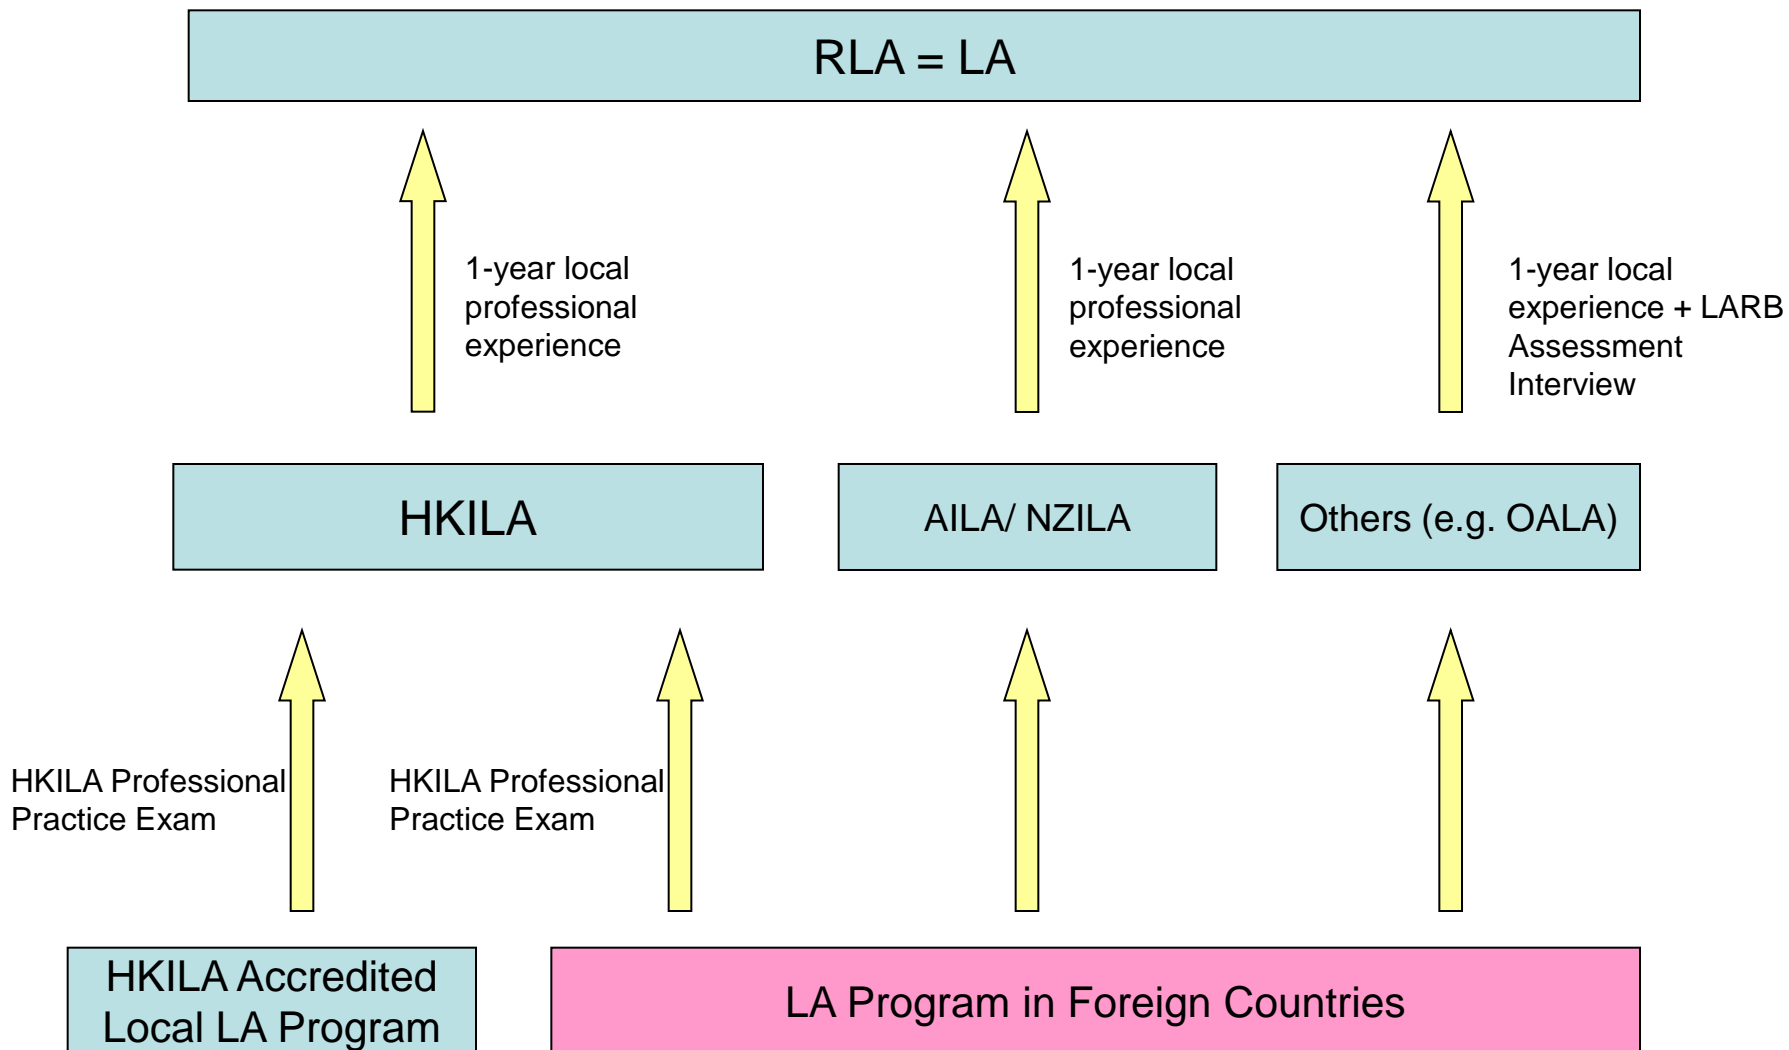 RLA = LA
1-year local
professional
experience
1-year local
professional
experience
1-year local
experience + LARB
Assessment
Interview
HKILA
AILA/ NZILA
Others (e.g. OALA)
HKILA Professional
Practice Exam
HKILA Professional
Practice Exam
HKILA Accredited
Local LA Program
LA Program in Foreign Countries